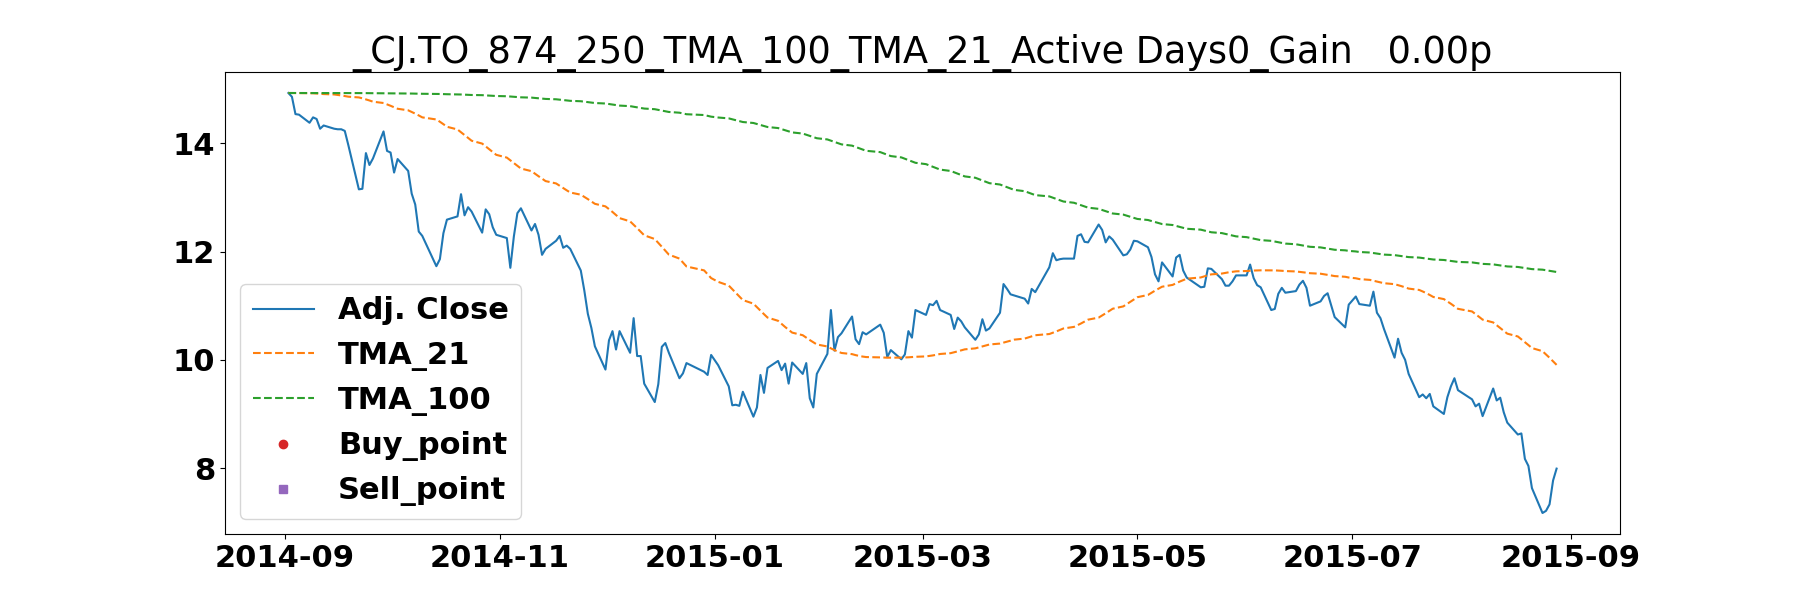 _CJ.TO_874_250_TMA_100_TMA_21_Active Days0_Gain   0.00p
14
12
10
8
Adj. Close
TMA_21
TMA_100
Buy_point
Sell_point
2014-09 2014-11 2015-01 2015-03 2015-05 2015-07 2015-09